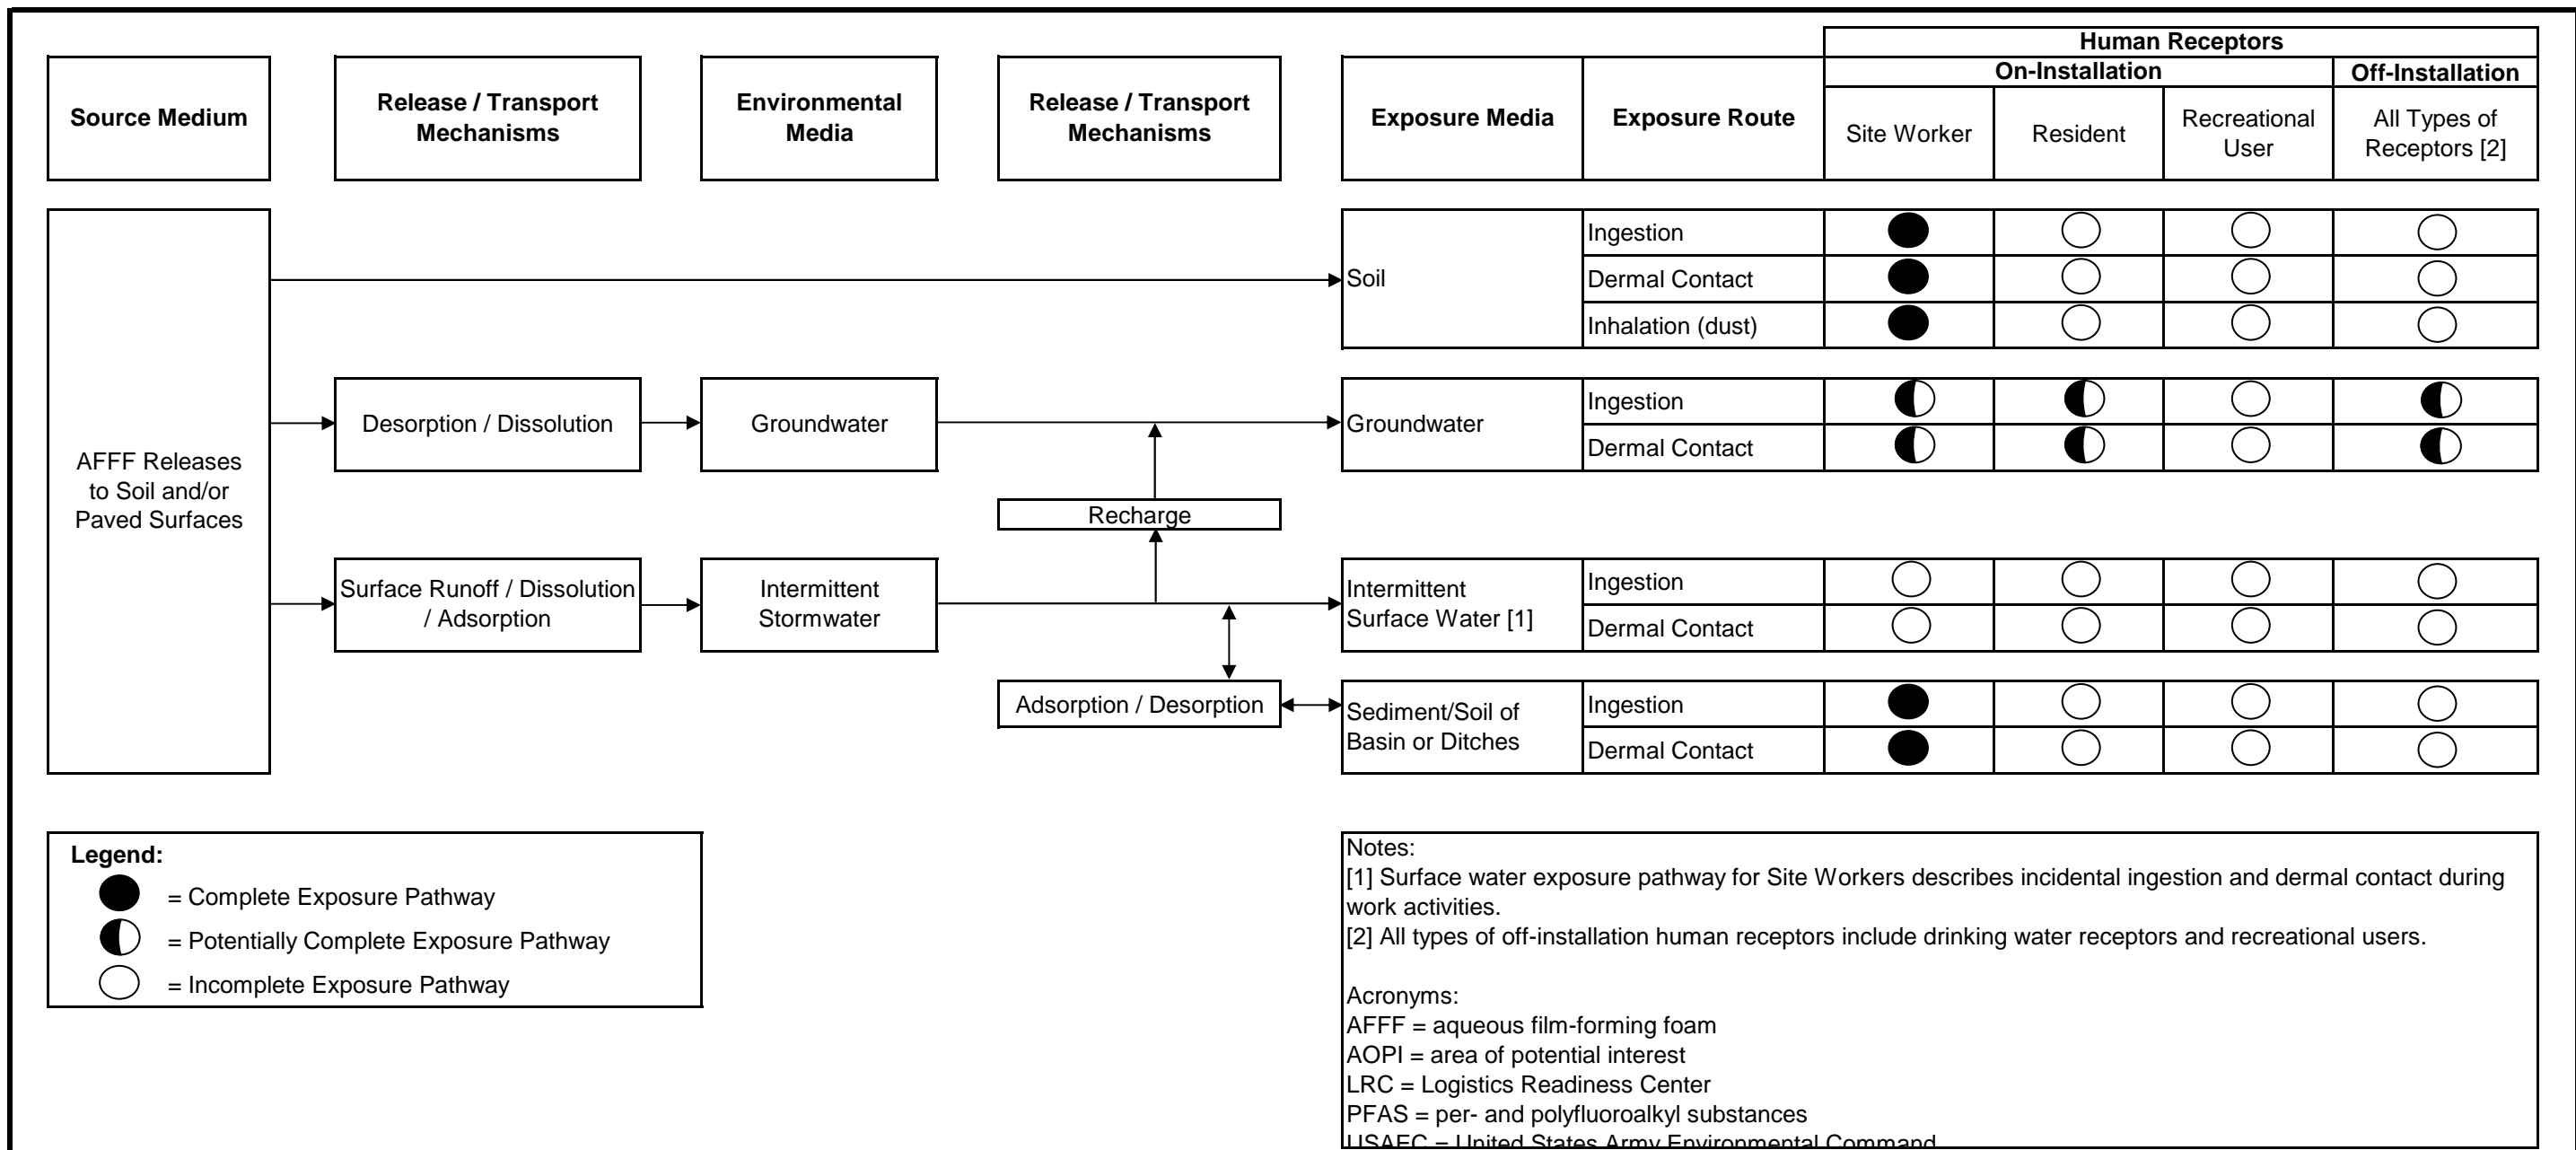 Human Receptors
On-Installation
Off-Installation
Source Medium
Release / Transport
Mechanisms
Environmental
Media
Release / Transport
Mechanisms
Exposure Media
Exposure Route
Site Worker
Resident
Recreational
User
All Types of
Receptors [2]
AFFF Releases
to Soil and/or
Paved Surfaces
Soil
Ingestion
Dermal Contact
Inhalation (dust)
Desorption / Dissolution
Groundwater
Groundwater
Ingestion
Dermal Contact
Recharge
Surface Runoff / Dissolution
/ Adsorption
Intermittent
Stormwater
Intermittent
Surface Water [1]
Ingestion
Dermal Contact
Adsorption / Desorption
Sediment/Soil of
Basin or Ditches
Ingestion
Dermal Contact
Legend:
= Complete Exposure Pathway
= Potentially Complete Exposure Pathway
= Incomplete Exposure Pathway
Notes:
[1] Surface water exposure pathway for Site Workers describes incidental ingestion and dermal contact during
work activities.
[2] All types of off-installation human receptors include drinking water receptors and recreational users.
Acronyms:
AFFF = aqueous film-forming foam
AOPI = area of potential interest
LRC = Logistics Readiness Center
PFAS = per- and polyfluoroalkyl substances
USAEC = United States Army Environmental Command